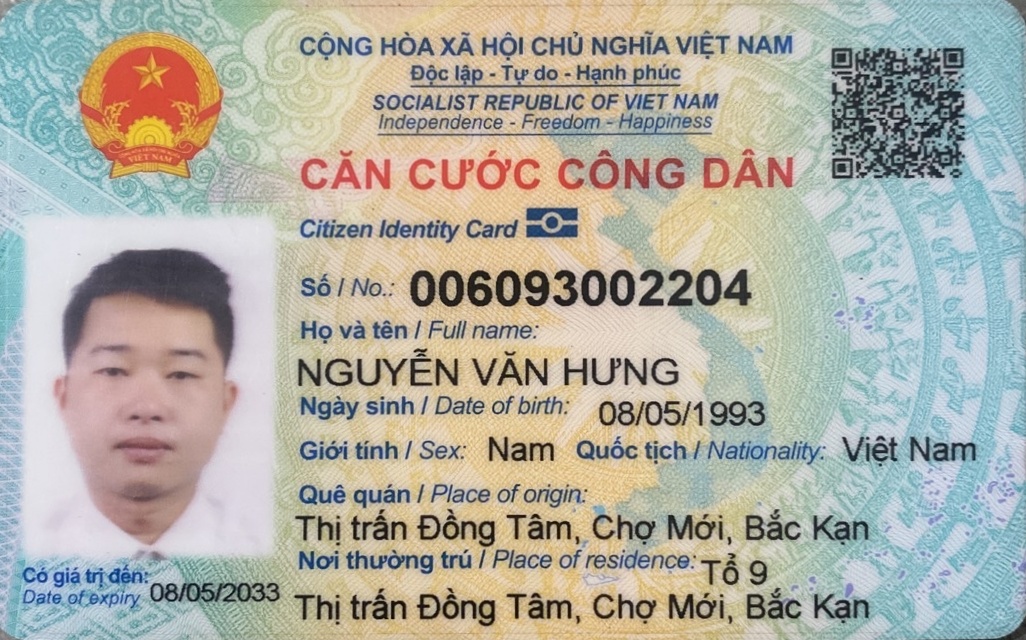 CỘNG HÒA XÃ HỘI CHỦ NGHĨA VIỆT NAM
Độc lập - Tự do - Hạnh phúc
SOCIALIST REPUBLIC OF VIET NAM
Independence - Freedom - Happiness
VIỆT NAM
CĂN CƯỚC CÔNG DÂN
Citizen Identity Card
Số / No.: 006093002204
Họ và tên / Full name:
NGUYỄN VĂN HƯNG
Ngày sinh / Date of birth: 08/05/1993
Giới tính / Sex: Nam Quốc tịch / Nationality: Việt Nam
Quê quán / Place of origin:
Thị trấn Đồng Tâm, Chợ Mới, Bắc Kạn
Nơi thường trú / Place of residence: Tổ 9
Thị trấn Đồng Tâm, Chợ Mới, Bắc Kạn
Có giá trị đến: 08/05/2033
Date of expiry